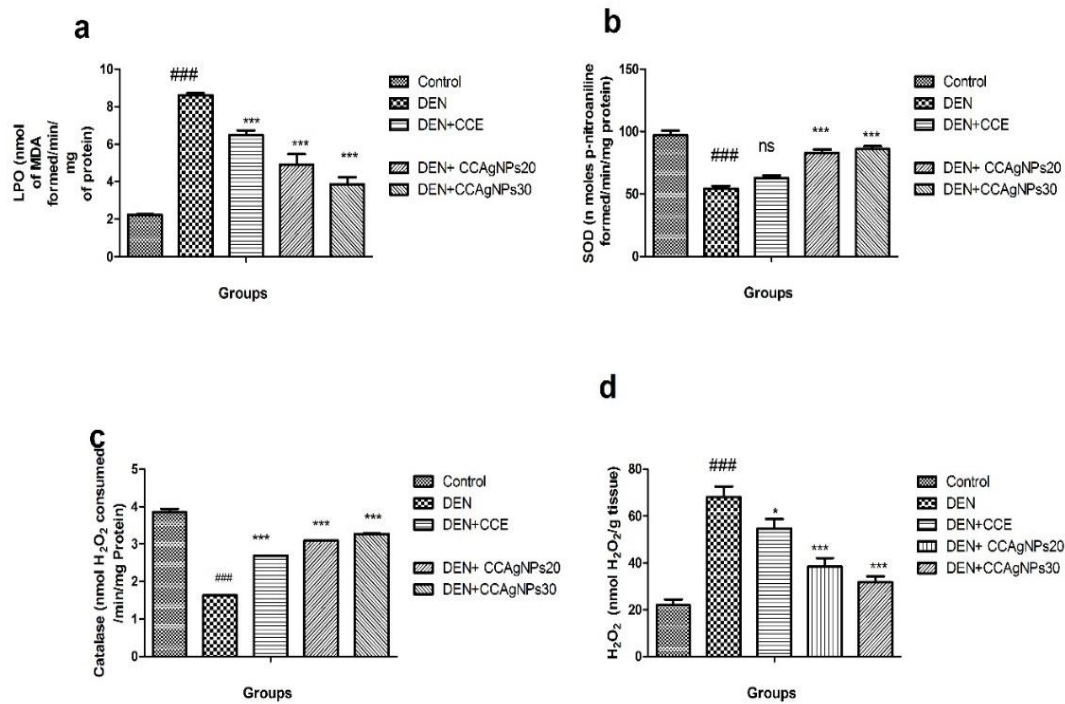 a
LPO (nmol
of MDA
formed/min/
mg
of protein)
10
8
6
4
2
0
###
***
***
***
Groups
Control
DEN
DEN+CCE
DEN+ CCAgNPs20
DEN+CCAgNPs30
b
SOD (n moles p-nitroaniline
formed/min/mg protein)
150
100
50
0
###
ns
***
***
Groups
Control
DEN
DEN+CCE
DEN+ CCAgNPs20
DEN+CCAgNPs30
c
Catalase (nmol H₂O₂ consumed
/min/mg Protein)
5
4
3
2
1
0
###
***
***
***
Groups
Control
DEN
DEN+CCE
DEN+ CCAgNPs20
DEN+CCAgNPs30
d
H₂O₂ (nmol H₂O₂/g tissue)
80
60
40
20
0
###
*
***
***
Groups
Control
DEN
DEN+CCE
DEN+ CCAgNPs20
DEN+CCAgNPs30